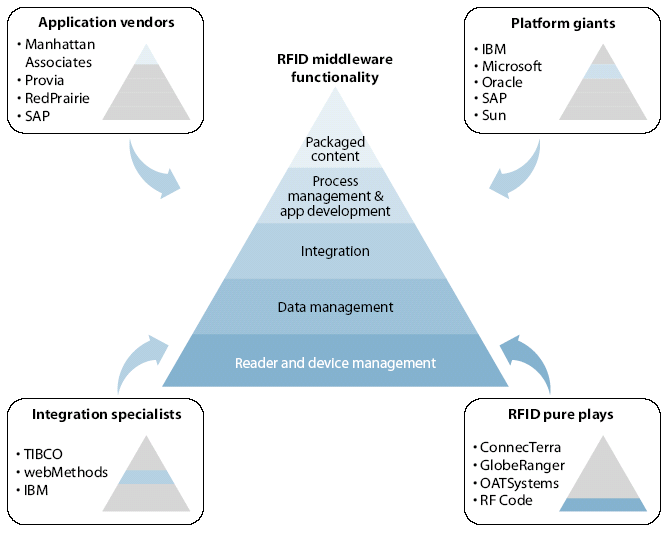 Application vendors
• Manhattan
Associates
• Provia
• RedPrairie
• SAP
Platform giants
• IBM
• Microsoft
• Oracle
• SAP
• Sun
RFID middleware
functionality
Packaged
content
Process
management &
app development
Integration
Data management
Reader and device management
Integration specialists
• TIBCO
• webMethods
• IBM
RFID pure plays
• ConnecTerra
• GlobeRanger
• OATSystems
• RF Code